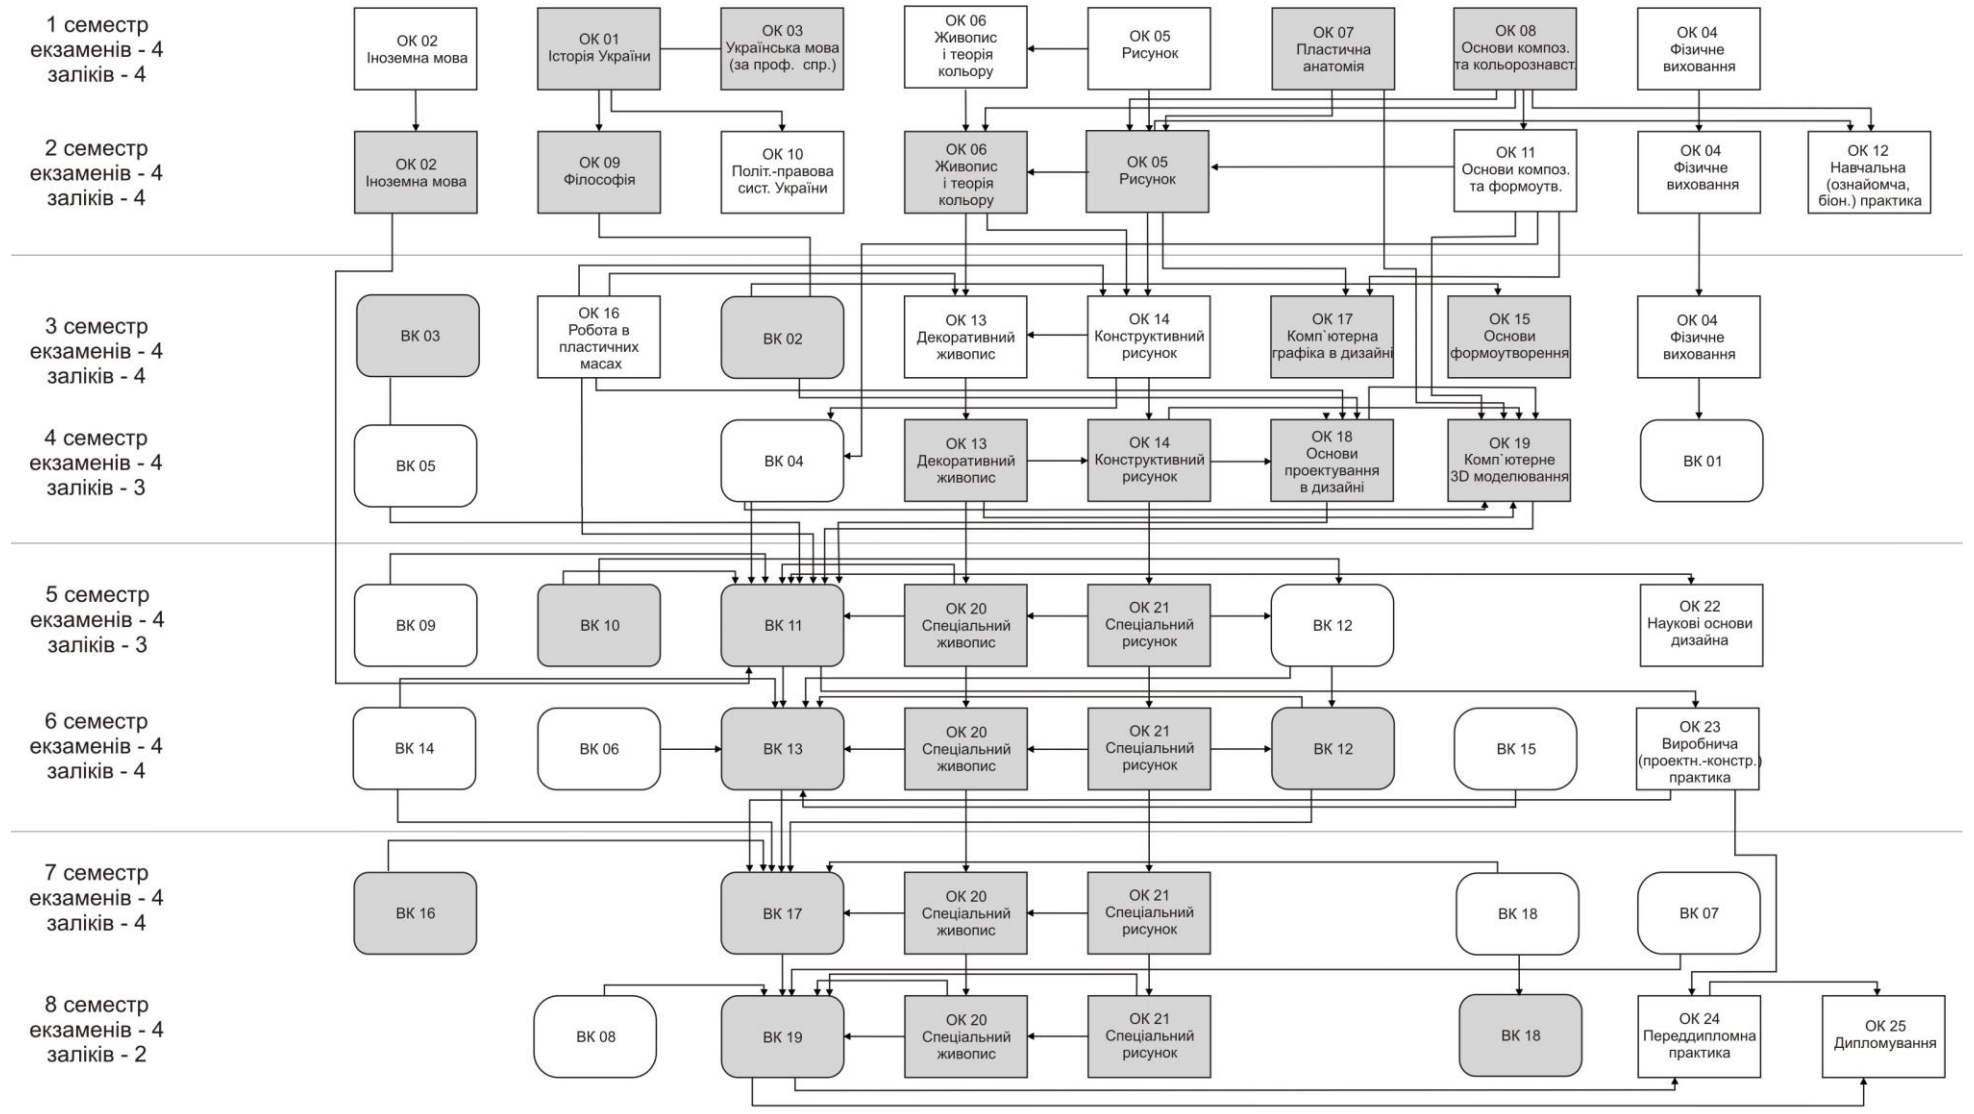 1 семестр
екзаменів - 4
заліків - 4
ОК 02
Іноземна мова
ОК 01
Історія України
ОК 03
Українська мова
(за проф. спр.)
ОК 06
Живопис
і теорія
кольору
ОК 05
Рисунок
ОК 07
Пластична
анатомія
ОК 08
Основи композ.
та кольорознавст.
ОК 04
Фізичне
виховання
2 семестр
екзаменів - 4
заліків - 4
ОК 02
Іноземна мова
ОК 09
Філософія
ОК 10
Політ.-правова
сист. України
ОК 06
Живопис
і теорія
кольору
ОК 05
Рисунок
ОК 11
Основи композ.
та формоутв.
ОК 04
Фізичне
виховання
ОК 12
Навчальна
(ознайомча,
біон.) практика
3 семестр
екзаменів - 4
заліків - 4
ВК 03
ОК 16
Робота в
пластичних
масах
ВК 02
ОК 13
Декоративний
живопис
ОК 14
Конструктивний
рисунок
ОК 17
Комп`ютерна
графіка в дизайні
ОК 15
Основи
формоутворення
ОК 04
Фізичне
виховання
4 семестр
екзаменів - 4
заліків - 3
ВК 05
ВК 04
ОК 13
Декоративний
живопис
ОК 14
Конструктивний
рисунок
ОК 18
Основи
проектування
в дизайні
ОК 19
Комп`ютерне
3D моделювання
ВК 01
5 семестр
екзаменів - 4
заліків - 3
ВК 09
ВК 10
ВК 11
ОК 20
Спеціальний
живопис
ОК 21
Спеціальний
рисунок
ВК 12
ОК 22
Наукові основи
дизайна
6 семестр
екзаменів - 4
заліків - 4
ВК 14
ВК 06
ВК 13
ОК 20
Спеціальний
живопис
ОК 21
Спеціальний
рисунок
ВК 12
ВК 15
ОК 23
Виробнича
(проектн.-констр.)
практика
7 семестр
екзаменів - 4
заліків - 4
ВК 16
ВК 17
ОК 20
Спеціальний
живопис
ОК 21
Спеціальний
рисунок
ВК 18
ВК 07
8 семестр
екзаменів - 4
заліків - 2
ВК 08
ВК 19
ОК 20
Спеціальний
живопис
ОК 21
Спеціальний
рисунок
ВК 18
ОК 24
Переддипломна
практика
ОК 25
Дипломування